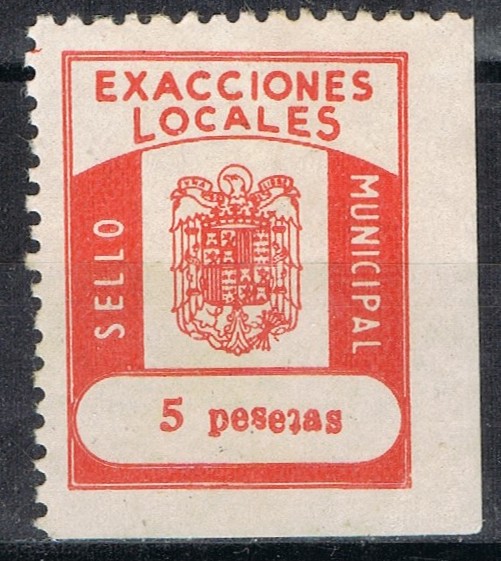 EXACCIONES
LOCALES
SELLO
MUNICIPAL
5 pesetas